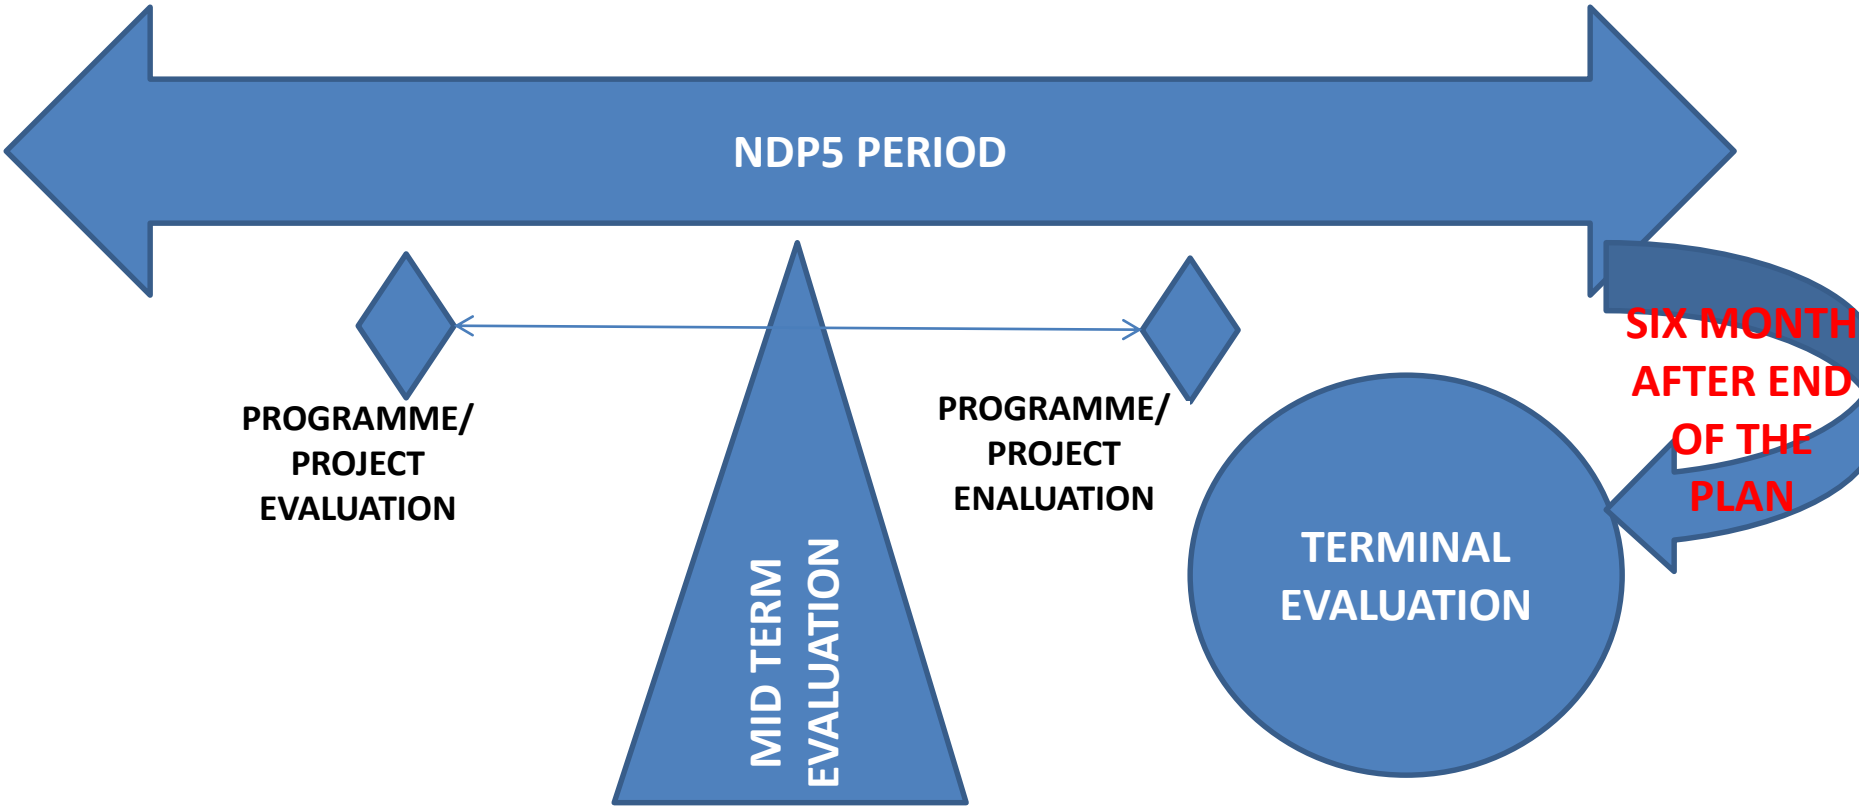 NDP5 PERIOD
PROGRAMME/
PROJECT
EVALUATION
MID TERM
EVALUATION
PROGRAMME/
PROJECT
ENALUATION
TERMINAL
EVALUATION
SIX MONTH
AFTER END
OF THE
PLAN